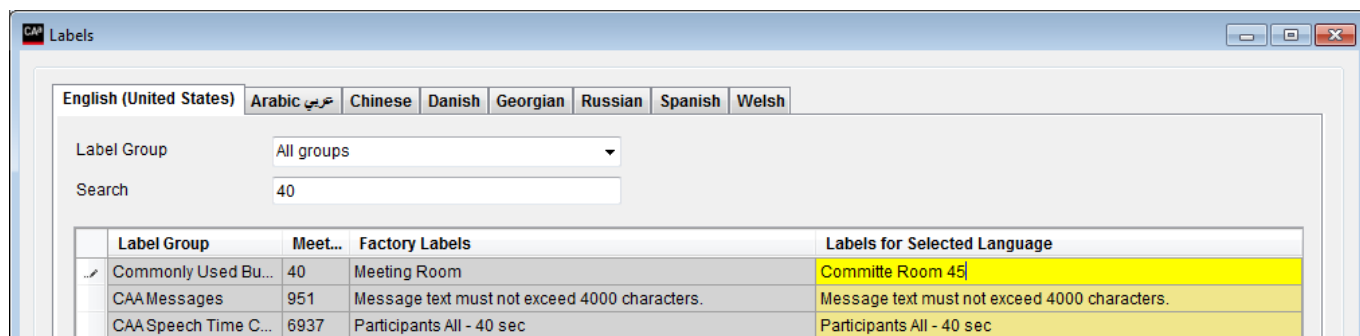 CAA Labels
English (United States) Arabic عربي Chinese Danish Georgian Russian Spanish Welsh
Label Group All groups
Search 40
Label Group Meet... Factory Labels Labels for Selected Language
Commonly Used Bu... 40 Meeting Room Committe Room 45
CAA Messages 951 Message text must not exceed 4000 characters. Message text must not exceed 4000 characters.
CAA Speech Time C... 6937 Participants All - 40 sec Participants All - 40 sec